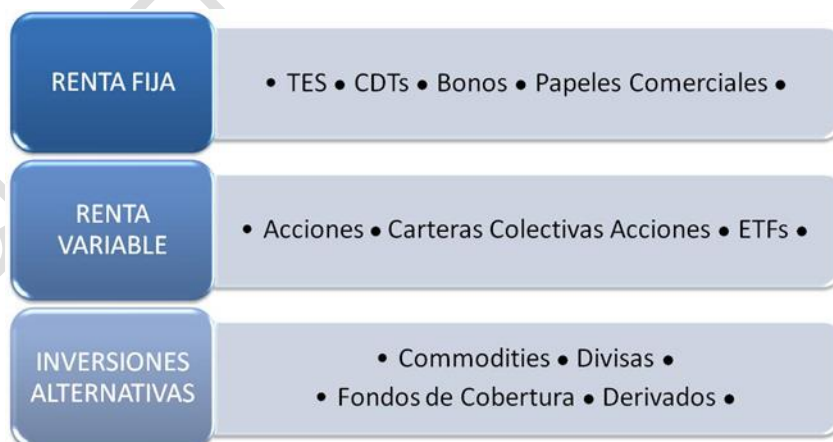 RENTA FIJA
• TES • CDTs • Bonos • Papeles Comerciales •
RENTA
VARIABLE
• Acciones • Carteras Colectivas Acciones • ETFs •
INVERSIONES
ALTERNATIVAS
• Commodities • Divisas •
• Fondos de Cobertura • Derivados •